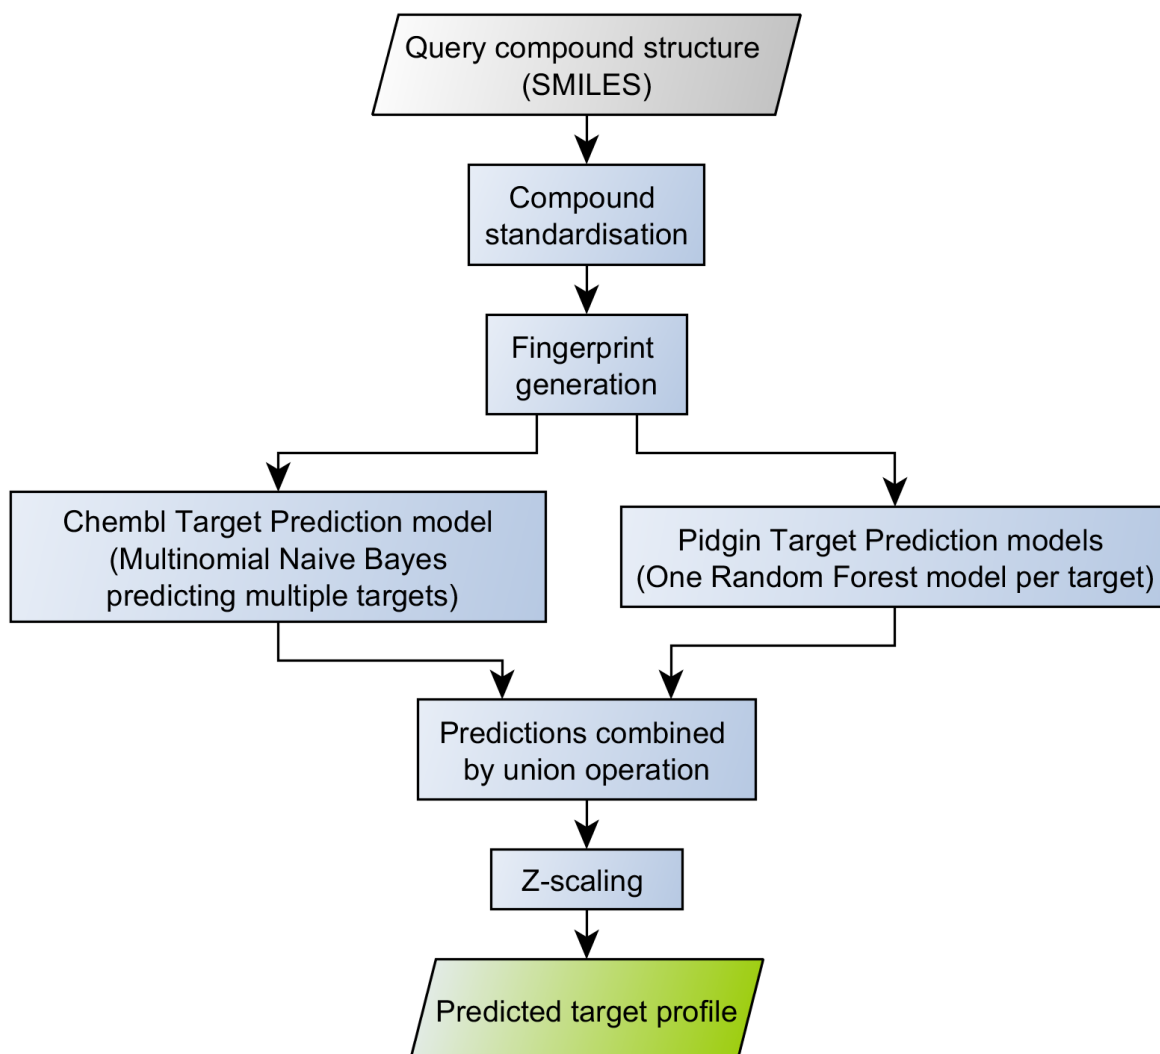 Query compound structure
(SMILES)
Compound
standardisation
Fingerprint
generation
Chembl Target Prediction model
(Multinomial Naive Bayes
predicting multiple targets)
Pidgin Target Prediction models
(One Random Forest model per target)
Predictions combined
by union operation
Z-scaling
Predicted target profile